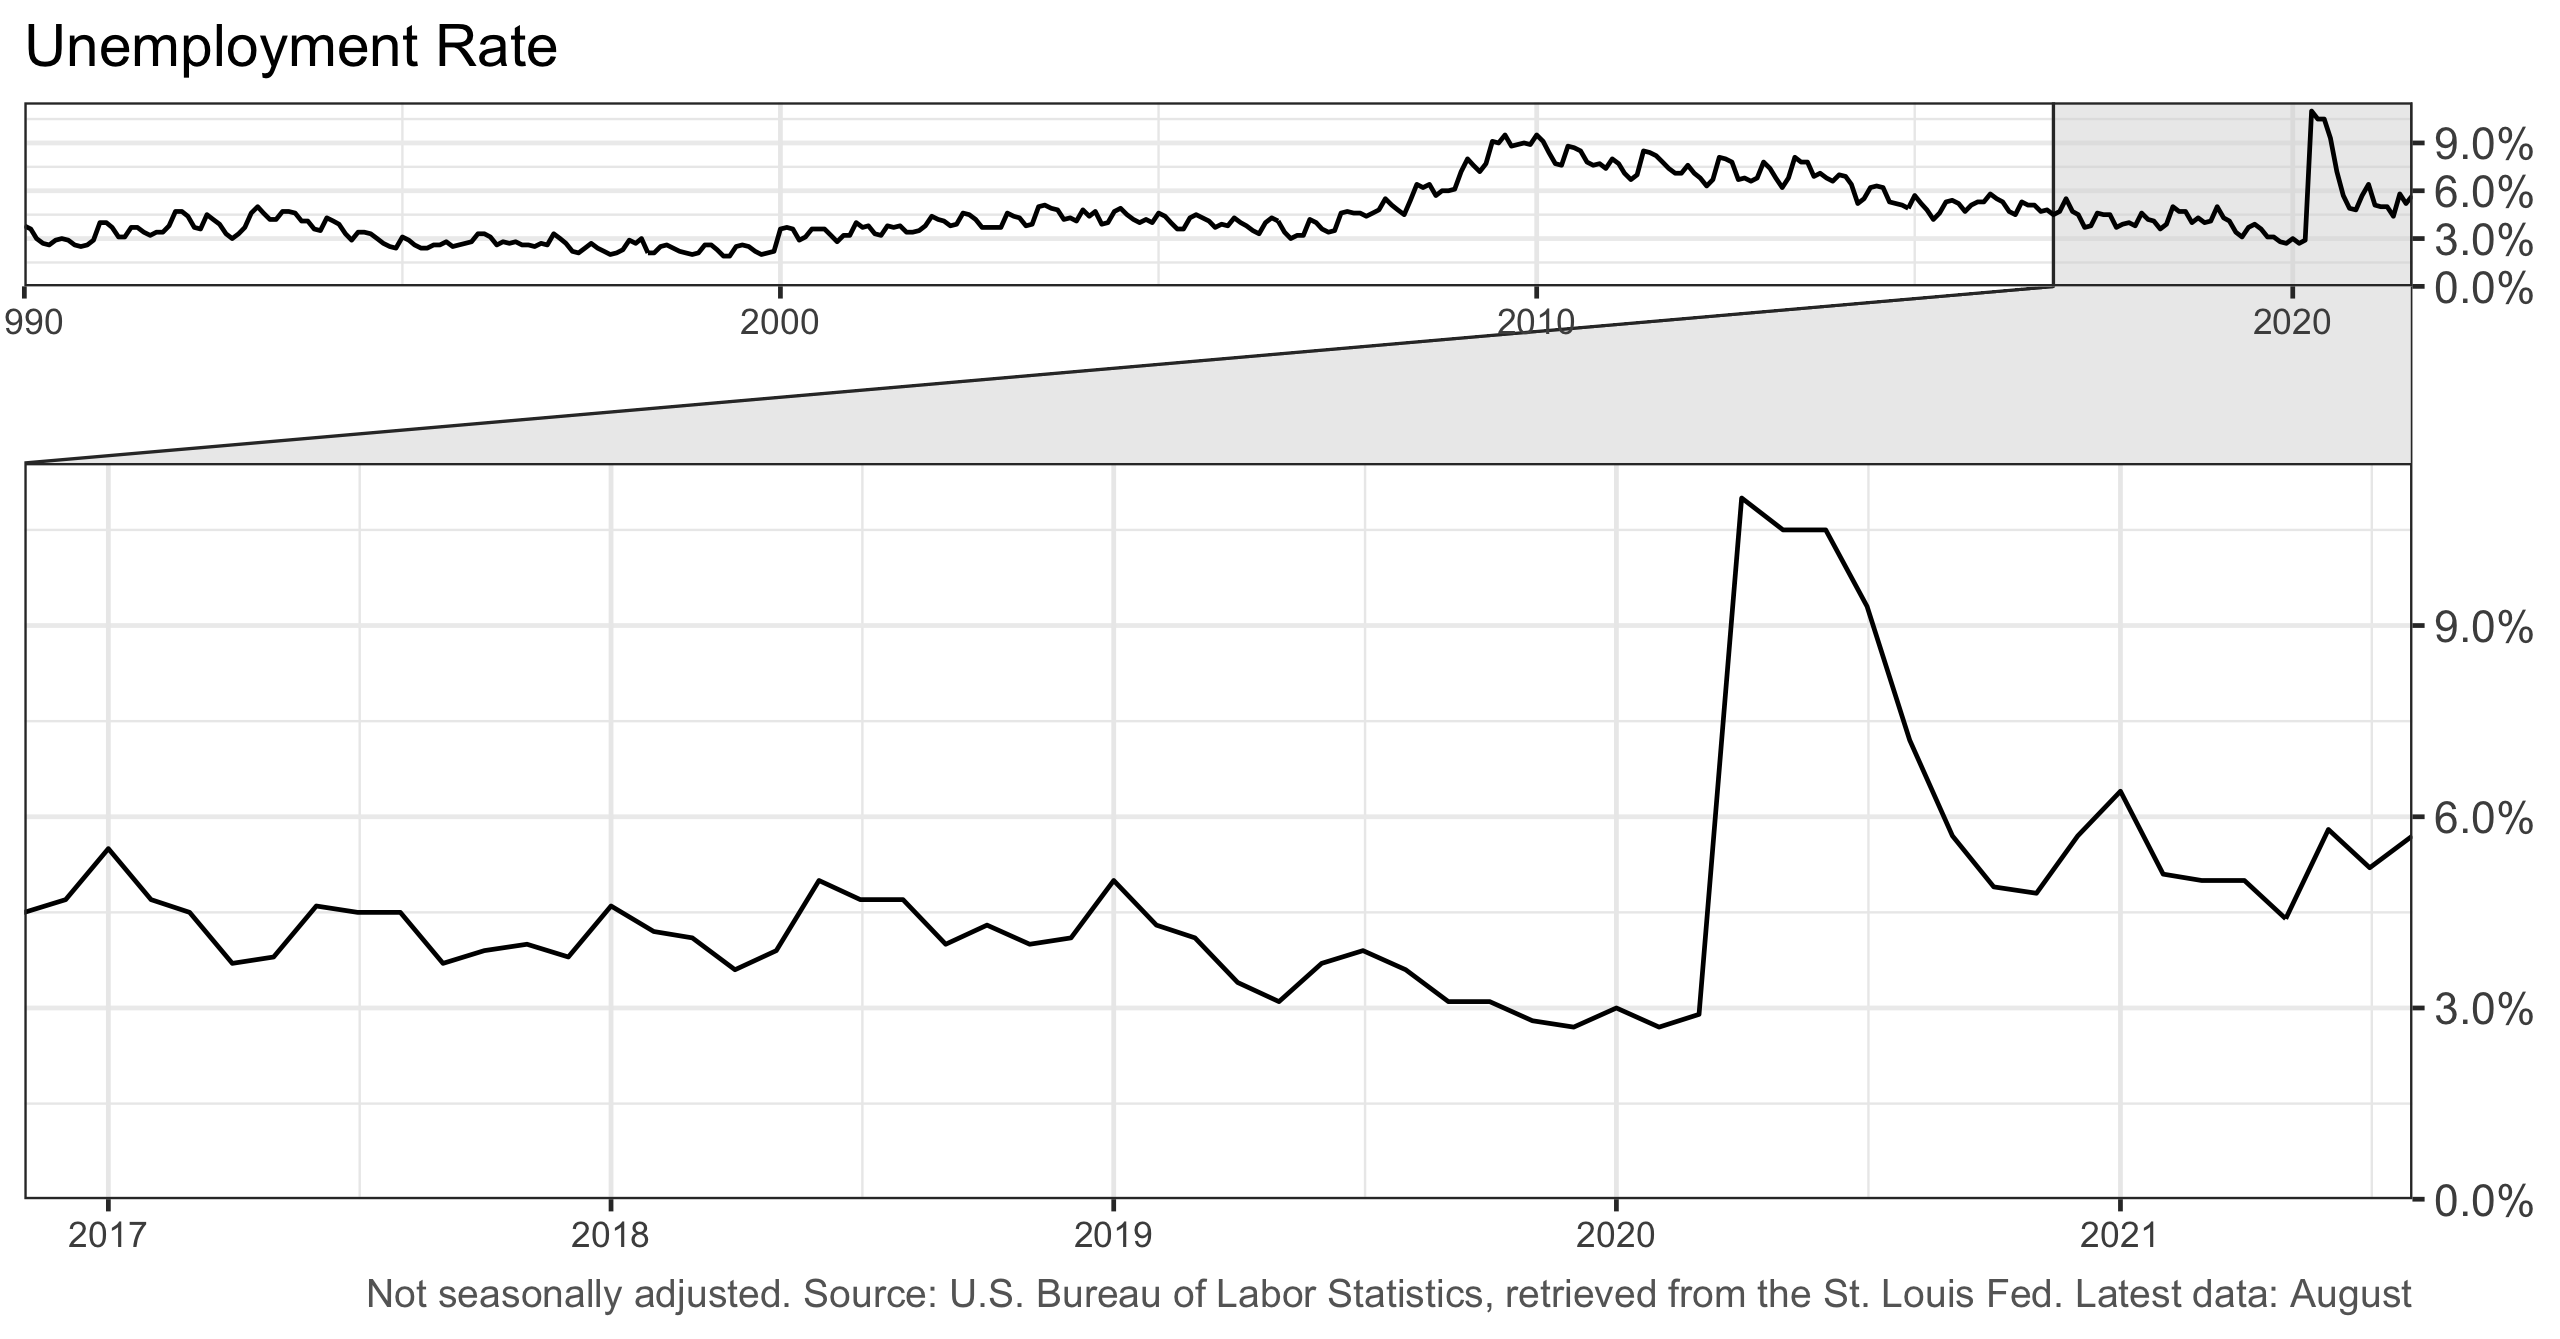 Unemployment Rate
9.0%
6.0%
3.0%
0.0%
990 2000 2010 2020
9.0%
6.0%
3.0%
0.0%
2017 2018 2019 2020 2021
Not seasonally adjusted. Source: U.S. Bureau of Labor Statistics, retrieved from the St. Louis Fed. Latest data: August